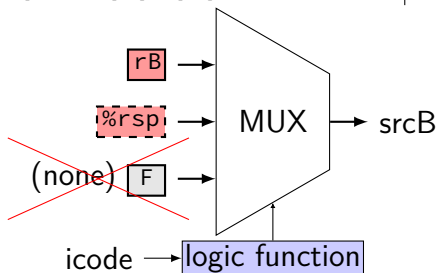 rB
%rsp
MUX
srcB
(none) F
icode
logic function